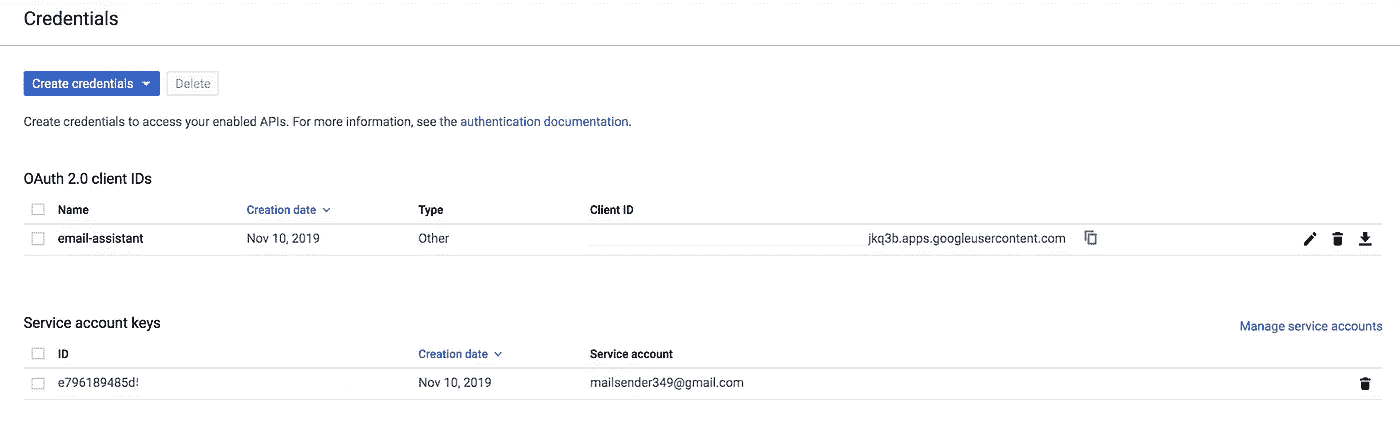 Credentials
Create credentials Delete
Create credentials to access your enabled APIs. For more information, see the authentication documentation.
OAuth 2.0 client IDs
Name Creation date Type Client ID
email-assistant Nov 10, 2019 Other jkq3b.apps.googleusercontent.com
Service account keys
Manage service accounts
ID Creation date Service account
e796189485d Nov 10, 2019 mailsender349@gmail.com